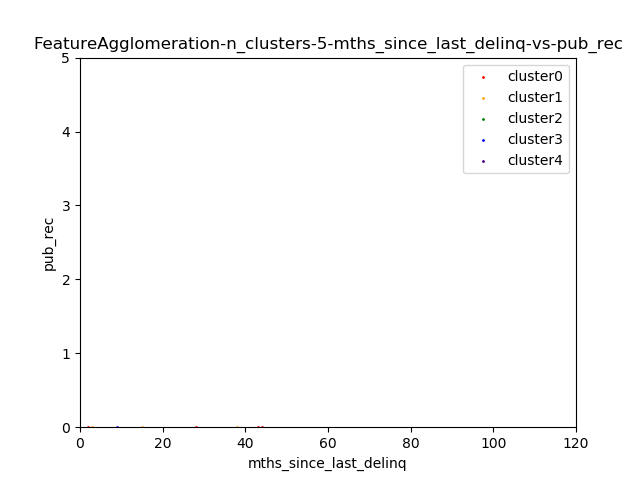 FeatureAgglomeration-n_clusters-5-mths_since_last_delinq-vs-pub_rec
cluster0
cluster1
cluster2
cluster3
cluster4
5
4
3
2
1
0
pub_rec
0 20 40 60 80 100 120
mths_since_last_delinq